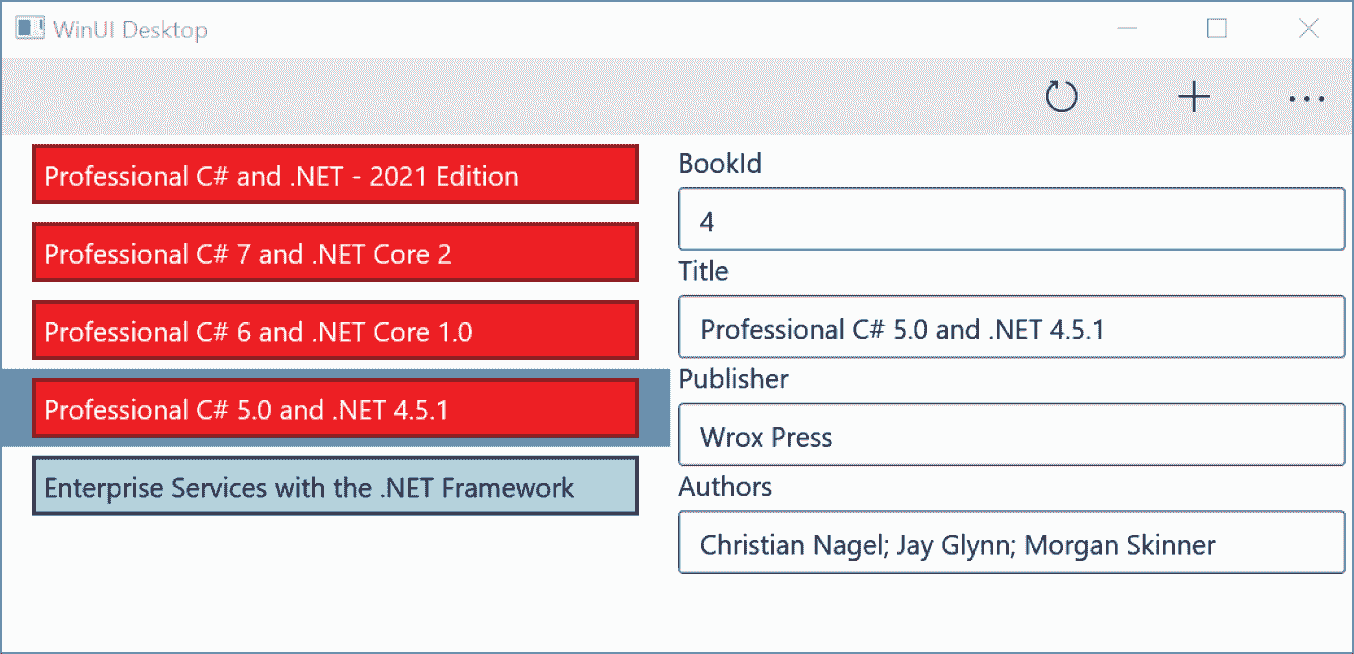 WinUI Desktop
Professional C# and .NET - 2021 Edition
Professional C# 7 and .NET Core 2
Professional C# 6 and .NET Core 1.0
Professional C# 5.0 and .NET 4.5.1
Enterprise Services with the .NET Framework
BookId
4
Title
Professional C# 5.0 and .NET 4.5.1
Publisher
Wrox Press
Authors
Christian Nagel; Jay Glynn; Morgan Skinner